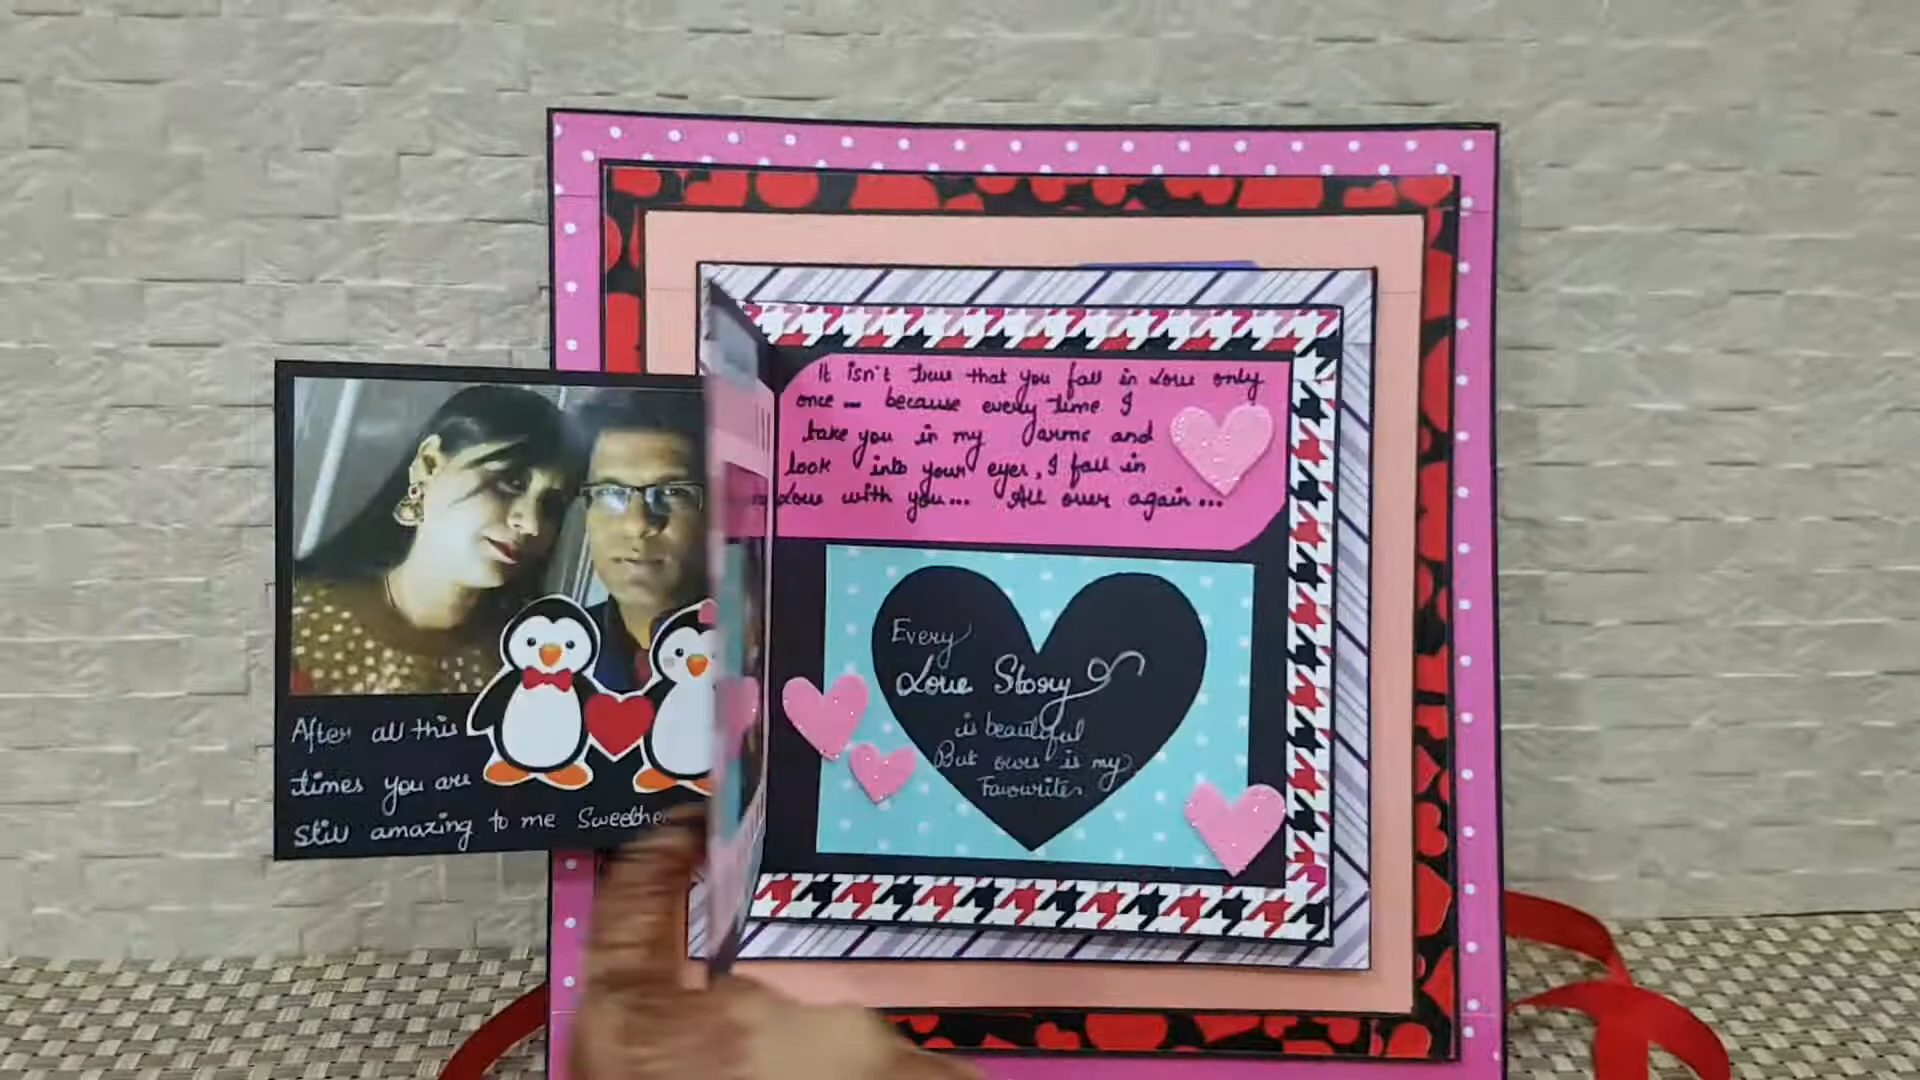 After all this
times you are
still amazing to me
It isn't true that you fall in Love only
once because every time I
take you in my arms and
look into your eyes, I fall in
Love with you... All over again...
Every
Love Story
is beautiful
But ours is my
Favourite